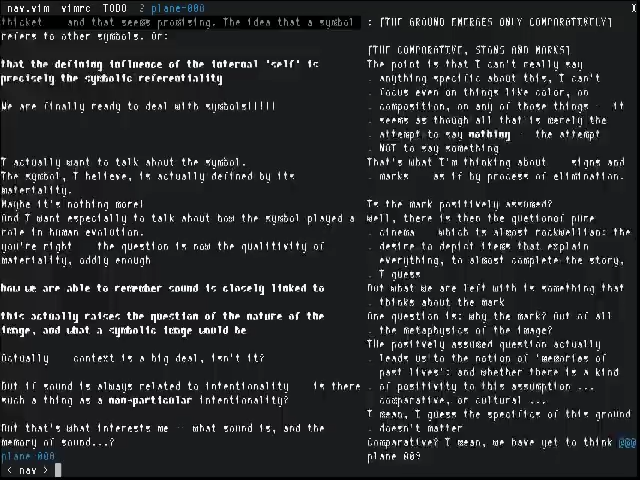 nav.vim  vimrc  TODO  2 plane-000 X
thicket    and that seems promising. The idea that a symbol
refers to other symbols. Or:
that the defining influence of the internal 'self' is
precisely the symbolic referentiality
We are finally ready to deal with symbols!!!!!
I actually want to talk about the symbol.
The symbol, I believe, is actually defined by its
materiality.
Maybe it's nothing more!
And I want especially to talk about how the symbol played a
role in human evolution.
you're right    the question is now the qualitivity of
materiality, oddly enough
how we are able to remember sound is closely linked to
this actually raises the question of the nature of the
image, and what a symbolic image would be
Actually    context is a big deal, isn't it?
But if sound is always related to intentionality    is there
such a thing as a non-particular intentionality?
But that's what interests me -- what sound is, and the
memory of sound...?
plane-000
< nav >
: [THE GROUND EMERGES ONLY COMPARATIVELY]
[THE COMPARATIVE, SIGNS AND MARKS]
The point is that I can't really say
. anything specific about this, I can't
. focus even on things like color, on
. composition, on any of those things -- it
. seems as though all that is merely the
. attempt to say nothing    the attempt
. NOT to say something
That's what I'm thinking about    signs and
. marks    as if by process of elimination.
Is the mark positively assumed?
Well, there is then the questionof pure
. cinema    which is almost rockwellian: the
. desire to depict items that explain
. everything, to almost complete the story,
. I guess
But what we are left with is something that
. thinks about the mark
One question is: why the mark? Out of all
. the metaphysics of the image?
The positively assumed question actually
. leads us to the notion of 'memories of
. past lives': and whether there is a kind
. of positivity to this assumption ...
. comparative, or cultural ...
I mean, I guess the specifics of this ground
. doesn't matter
Comparative? I mean, we have yet to think @@@
plane-009